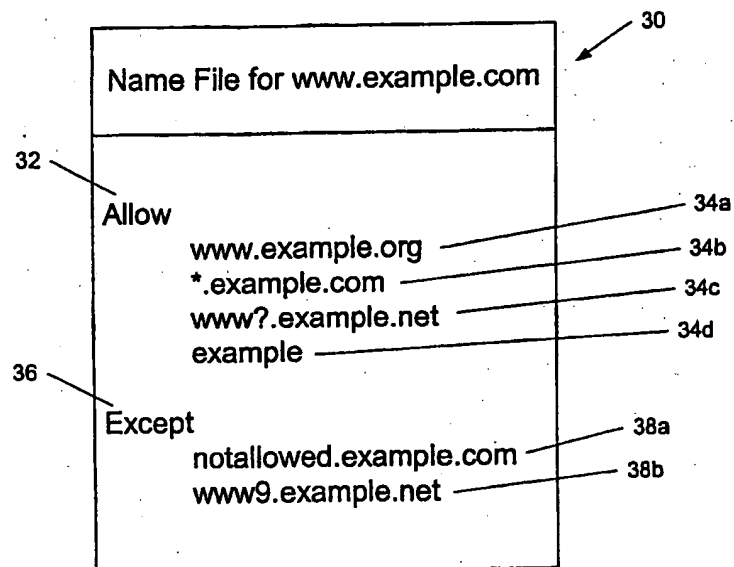 30
Name File for www.example.com
32
Allow
www.example.org
34a
*.example.com
34b
www?.example.net
34c
example
34d
36
Except
notallowed.example.com
38a
www9.example.net
38b